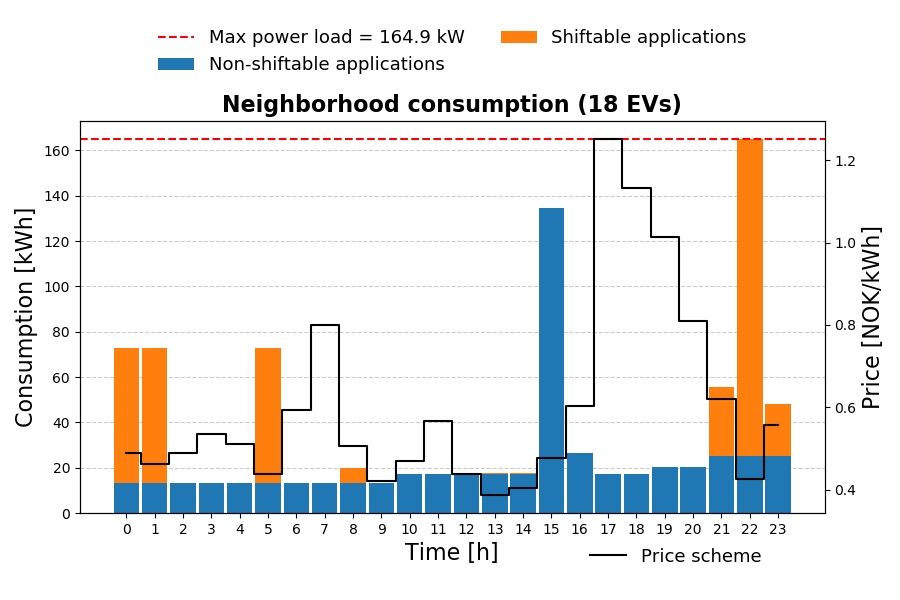 Max power load = 164.9 kW
Shiftable applications
Non-shiftable applications
Neighborhood consumption (18 EVs)
Consumption [kWh]
160
140
120
100
80
60
40
20
0
1.2
1.0
0.8
0.6
0.4
Price [NOK/kWh]
0 1 2 3 4 5 6 7 8 9 10 11 12 13 14 15 16 17 18 19 20 21 22 23
Time [h]
Price scheme